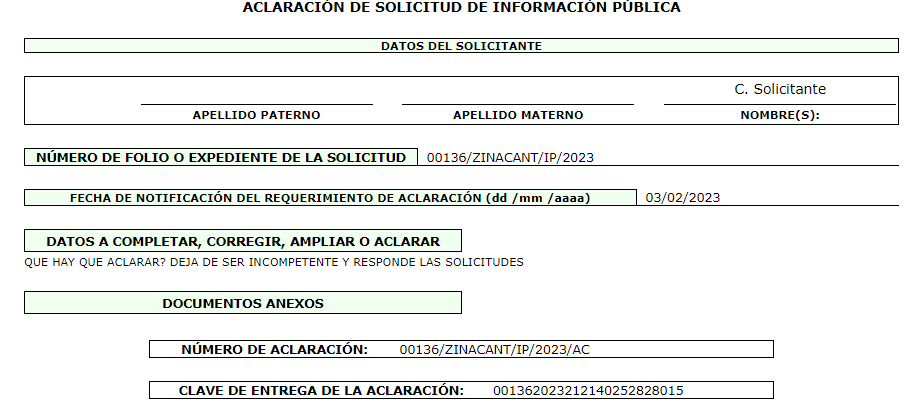 ACLARACIÓN DE SOLICITUD DE INFORMACIÓN PÚBLICA
DATOS DEL SOLICITANTE
C. Solicitante
APELLIDO PATERNO APELLIDO MATERNO NOMBRE(S):
NÚMERO DE FOLIO O EXPEDIENTE DE LA SOLICITUD 00136/ZINACANT/IP/2023
FECHA DE NOTIFICACIÓN DEL REQUERIMIENTO DE ACLARACIÓN (dd /mm /aaaa) 03/02/2023
DATOS A COMPLETAR, CORREGIR, AMPLIAR O ACLARAR
QUE HAY QUE ACLARAR? DEJA DE SER INCOMPETENTE Y RESPONDE LAS SOLICITUDES
DOCUMENTOS ANEXOS
NÚMERO DE ACLARACIÓN: 00136/ZINACANT/IP/2023/AC
CLAVE DE ENTREGA DE LA ACLARACIÓN: 001362023212140252828015